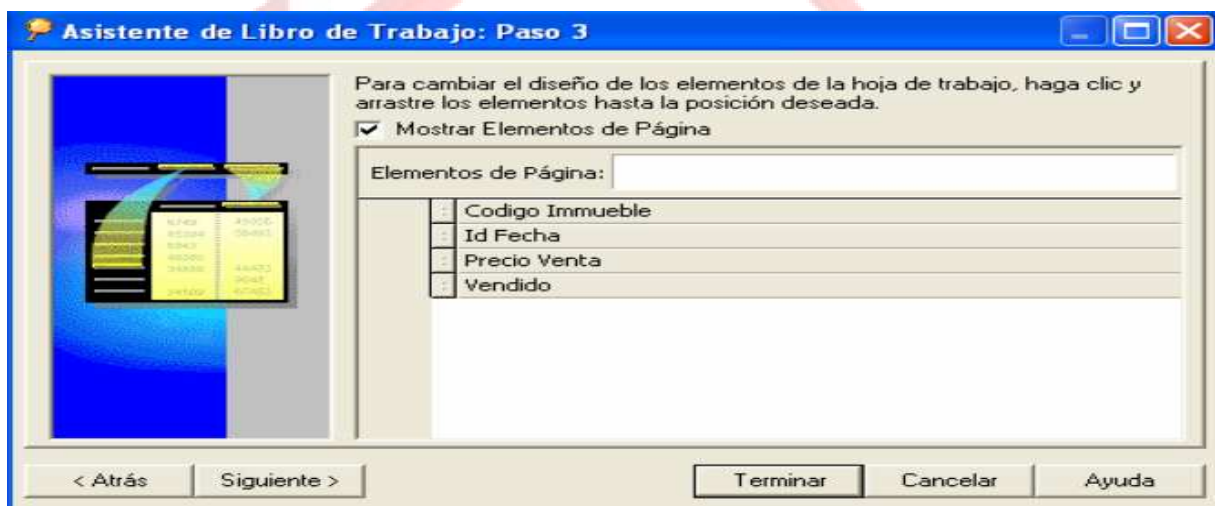 Asistente de Libro de Trabajo: Paso 3
Para cambiar el diseño de los elementos de la hoja de trabajo, haga clic y
arrastre los elementos hasta la posición deseada.
Mostrar Elementos de Página
Elementos de Página:
Codigo Immueble
Id Fecha
Precio Venta
Vendido
< Atrás
Siguiente >
Terminar
Cancelar
Ayuda